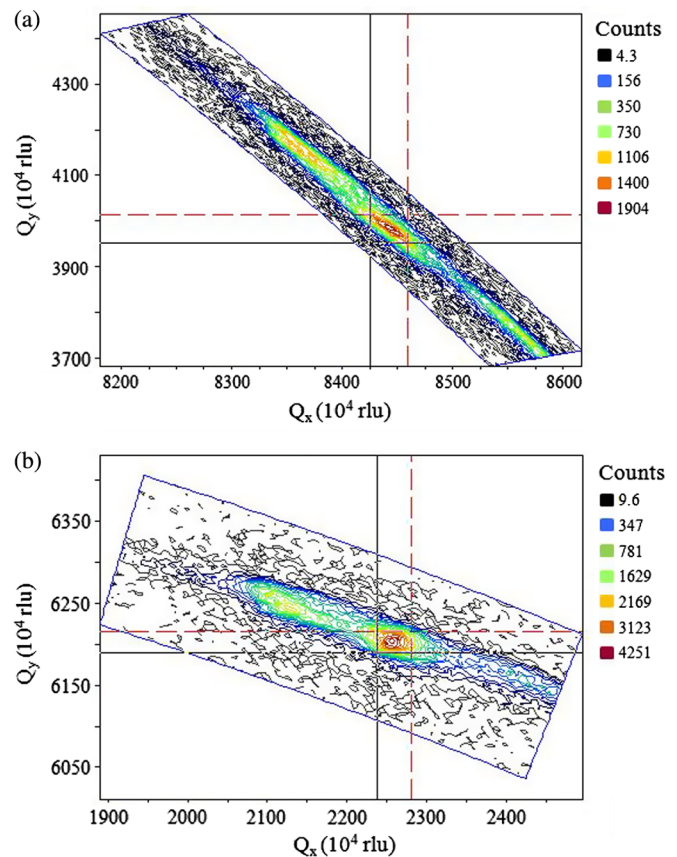 (a)
Counts
4.3
156
350
730
1106
1400
1904
4300
4100
3900
3700
Qy (10⁴ rlu)
8200 8300 8400 8500 8600
Qx (10⁴ rlu)
(b)
Counts
9.6
347
781
1629
2169
3123
4251
6350
6250
6150
6050
Qy (10⁴ rlu)
1900 2000 2100 2200 2300 2400
Qx (10⁴ rlu)